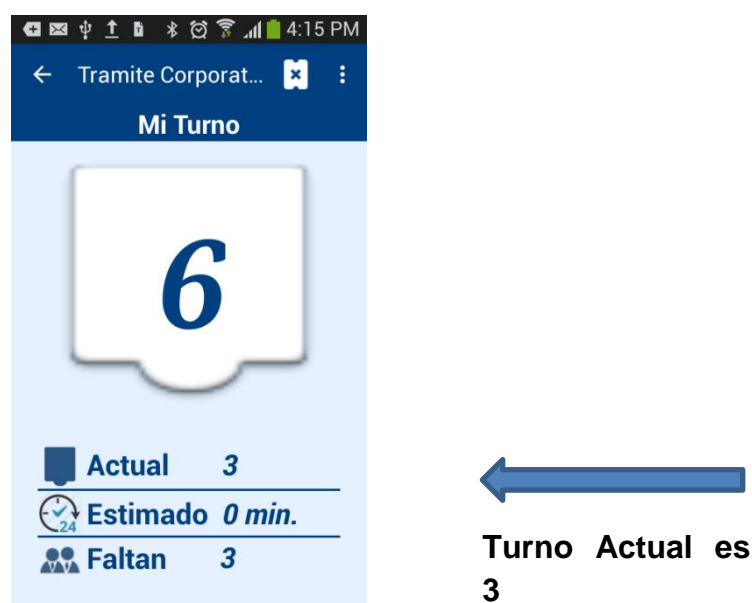 4:15 PM
Tramite Corporat...
Mi Turno
6
Actual 3
24
Estimado 0 min.
Faltan 3
Turno Actual es
3